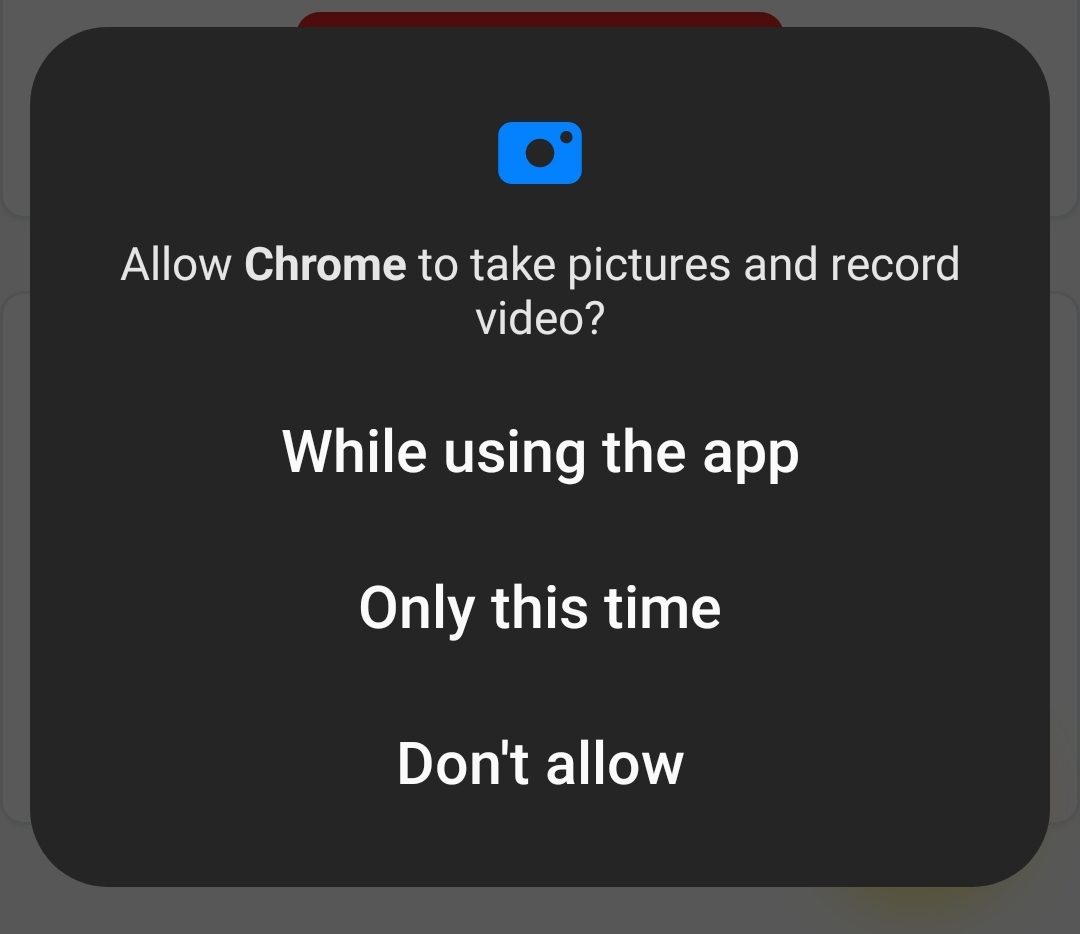 Allow Chrome to take pictures and record
video?
While using the app
Only this time
Don't allow